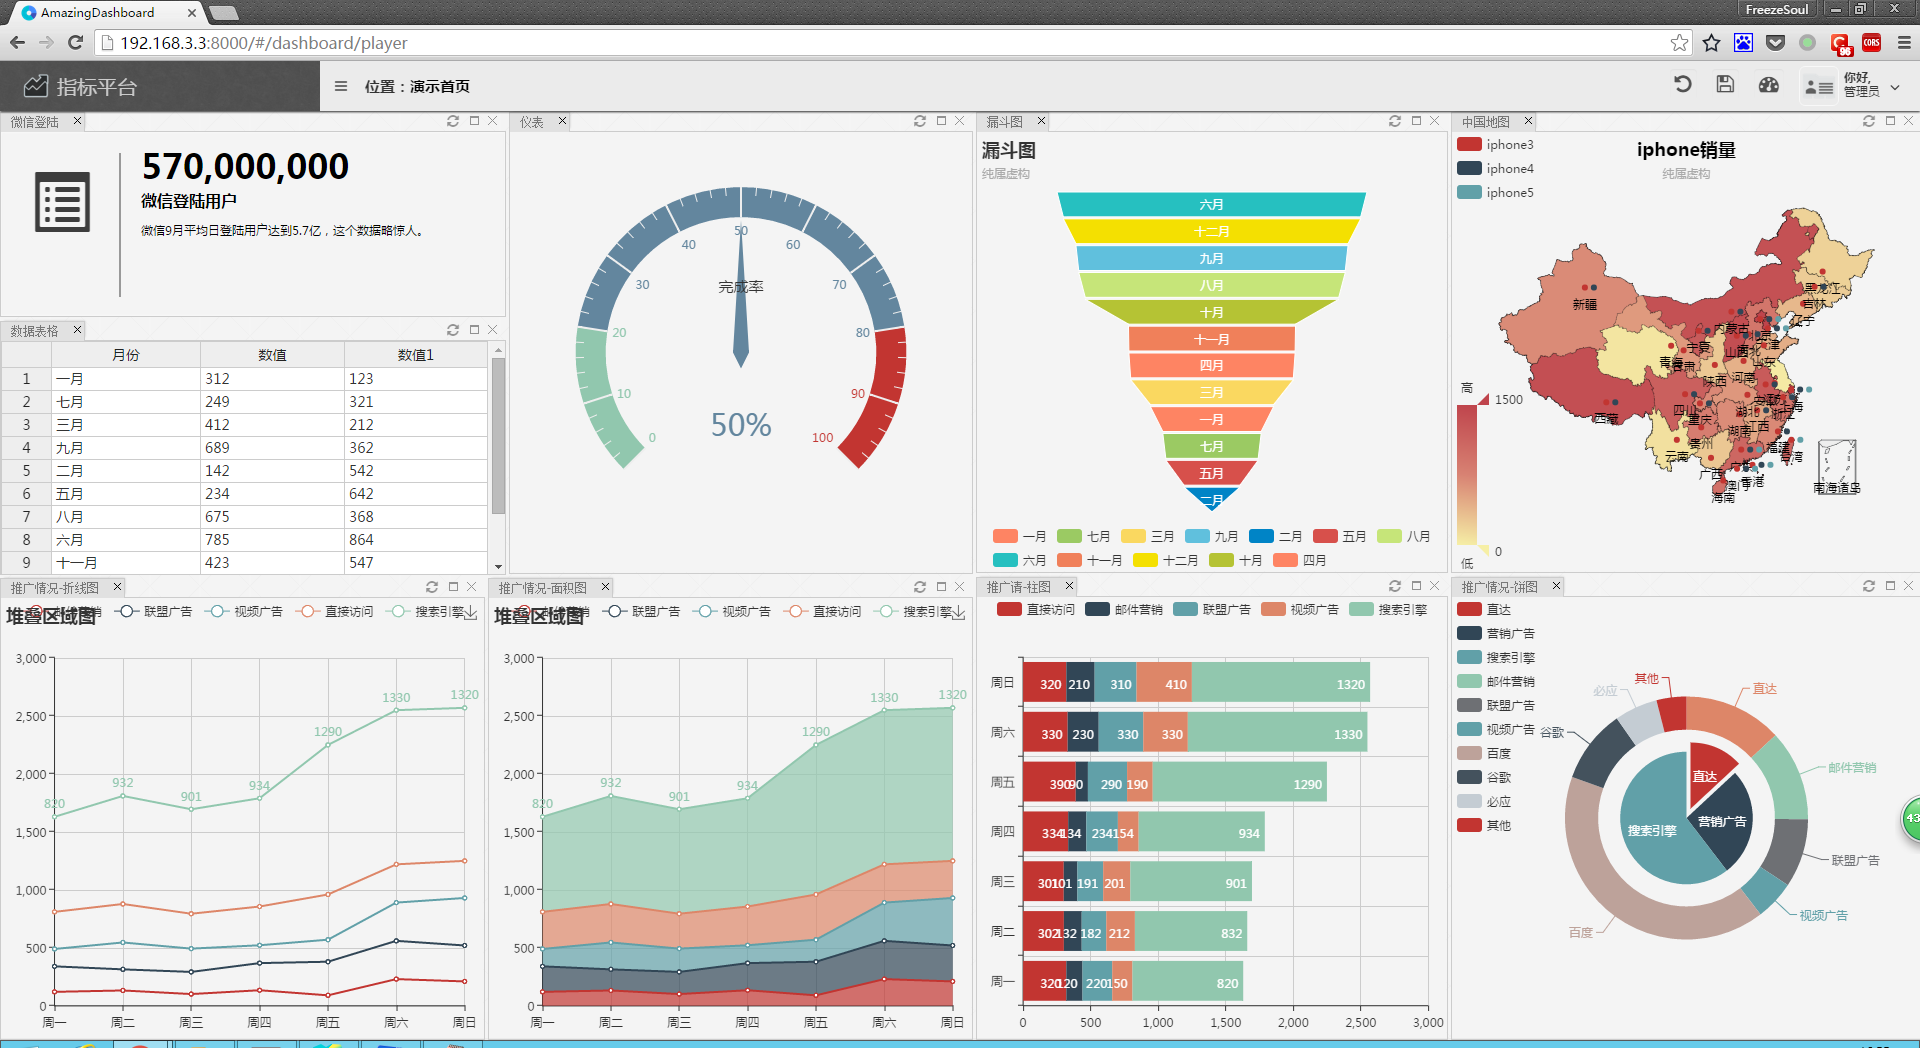 AmazingDashboard
FreezeSoul
192.168.3.3:8000/#/dashboard/player
96
CORS
指标平台
位置：演示首页
你好,
管理员
微信登陆
570,000,000
微信登陆用户
微信9月平均日登陆用户达到5.7亿，这个数据略惊人。
数据表格
月份 数值 数值1
1 一月 312 123
2 七月 249 321
3 三月 412 212
4 九月 689 362
5 二月 142 542
6 五月 234 642
7 八月 675 368
8 六月 785 864
9 十一月 423 547
仪表
0
10
20
30
40
50
60
70
80
90
100
完成率
50%
漏斗图
漏斗图
纯属虚构
六月
十二月
九月
八月
十月
十一月
四月
三月
一月
七月
五月
二月
一月 七月 三月 九月 二月 五月 八月
六月 十一月 十二月 十月 四月
中国地图
iphone3
iphone4
iphone5
iphone销量
纯属虚构
高
1500
0
低
新疆
西藏
黑龙江
吉林
辽宁
内蒙古
北京
天津
宁夏
山西
河北
山东
青海
甘肃
陕西
河南
四川
重庆
湖北
安徽
江苏
上海
浙江
湖南
江西
贵州
云南
福建
台湾
广西
广东
澳门
香港
海南
南海诸岛
推广情况-折线图
堆叠区域图
邮件营销 联盟广告 视频广告 直接访问 搜索引擎
3,000
2,500
2,000
1,500
1,000
500
0
820 932 901 934 1290 1330 1320
周一 周二 周三 周四 周五 周六 周日
推广情况-面积图
堆叠区域图
邮件营销 联盟广告 视频广告 直接访问 搜索引擎
3,000
2,500
2,000
1,500
1,000
500
0
820 932 901 934 1290 1330 1320
周一 周二 周三 周四 周五 周六 周日
推广请-柱图
直接访问 邮件营销 联盟广告 视频广告 搜索引擎
周日 320 210 310 410 1320
周六 330 230 330 330 1330
周五 390 90 290 190 1290
周四 334 134 234 154 934
周三 301 101 191 201 901
周二 302 132 182 212 832
周一 320 120 220 150 820
0 500 1,000 1,500 2,000 2,500 3,000
推广情况-饼图
直达
营销广告
搜索引擎
邮件营销
联盟广告
视频广告
百度
谷歌
必应
其他
其他
必应
谷歌
直达
邮件营销
联盟广告
视频广告
百度
直达
营销广告
搜索引擎
43